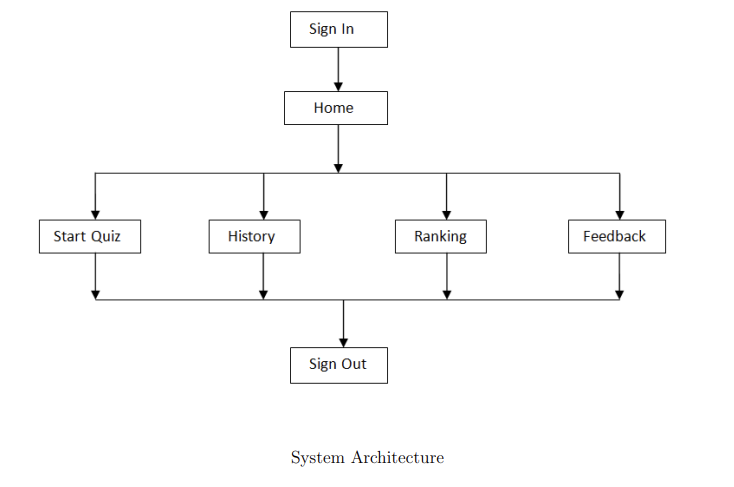 Sign In
Home
Start Quiz
History
Ranking
Feedback
Sign Out
System Architecture